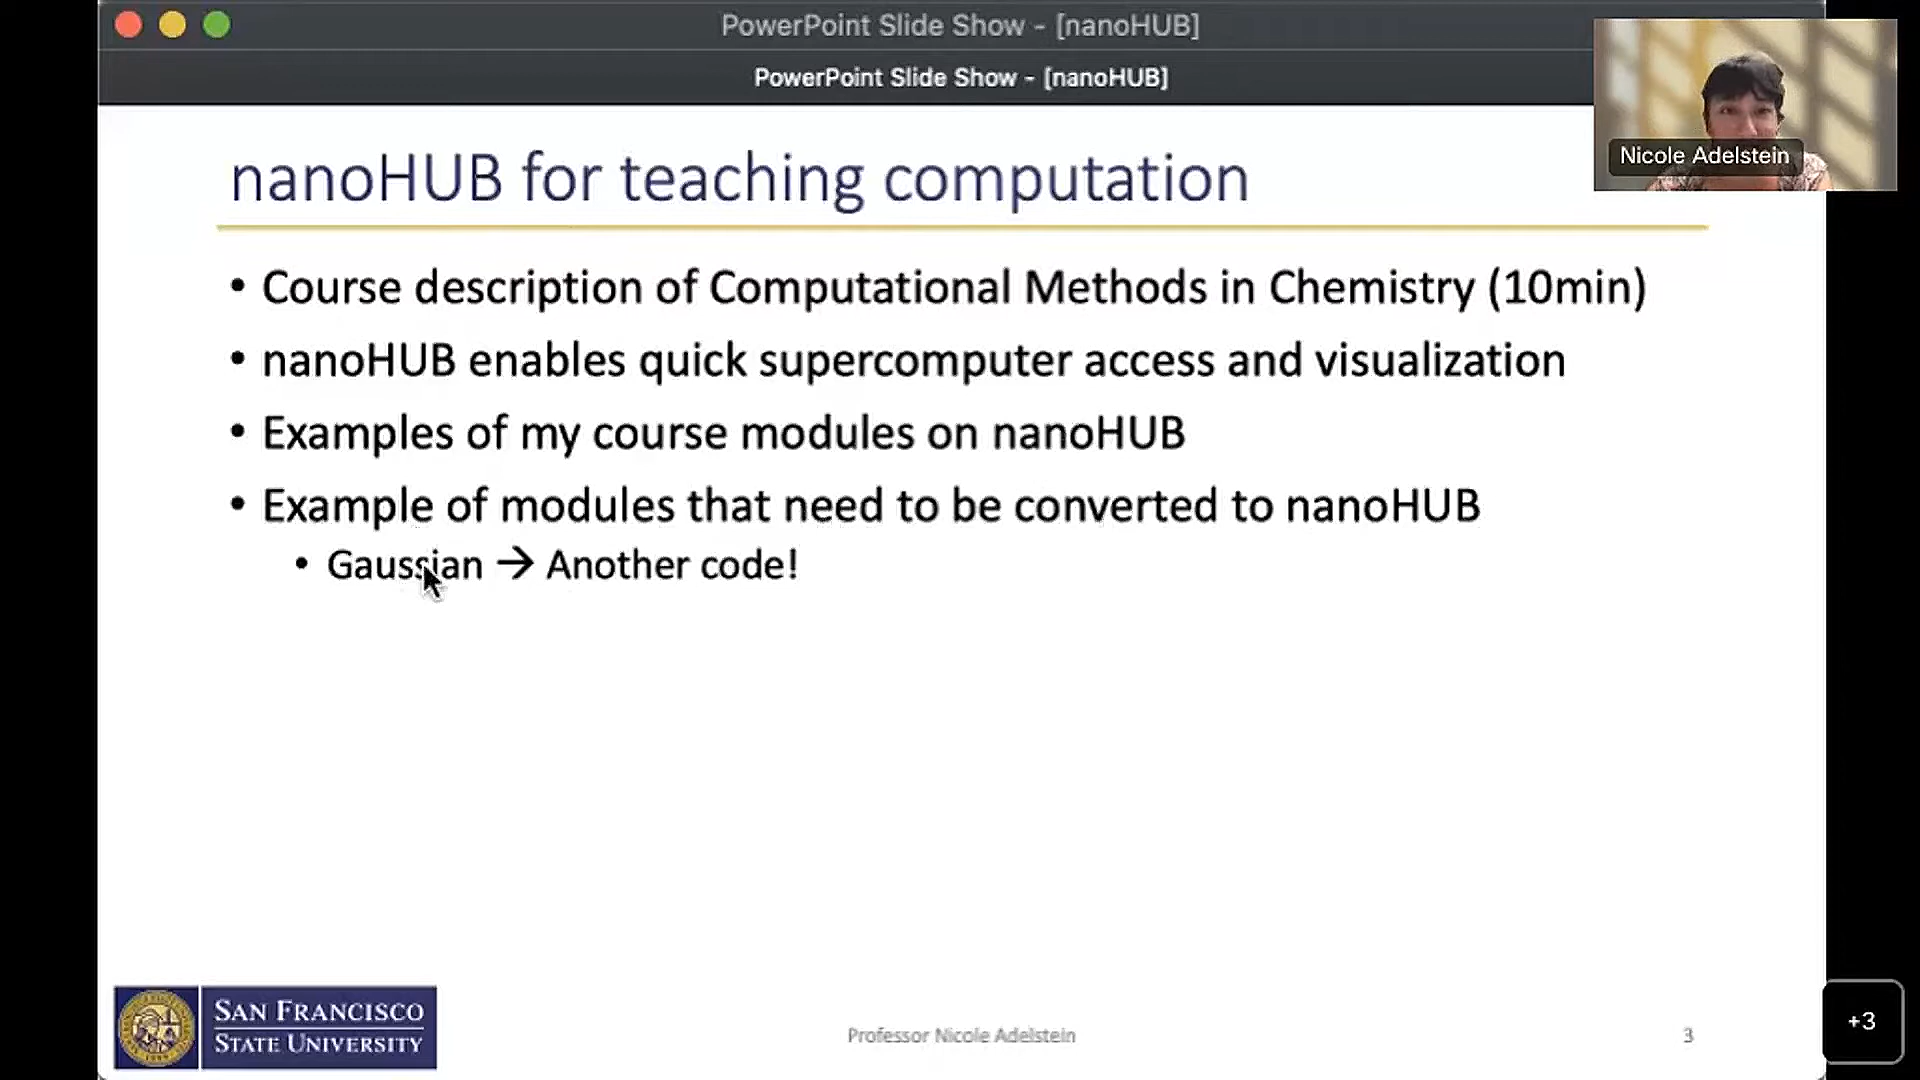 PowerPoint Slide Show - [nanoHUB]
PowerPoint Slide Show - [nanoHUB]
Nicole Adelstein
nanoHUB for teaching computation
• Course description of Computational Methods in Chemistry (10min)
• nanoHUB enables quick supercomputer access and visualization
• Examples of my course modules on nanoHUB
• Example of modules that need to be converted to nanoHUB
• Gaussian → Another code!
SAN FRANCISCO
STATE UNIVERSITY
Professor Nicole Adelstein
3
+3